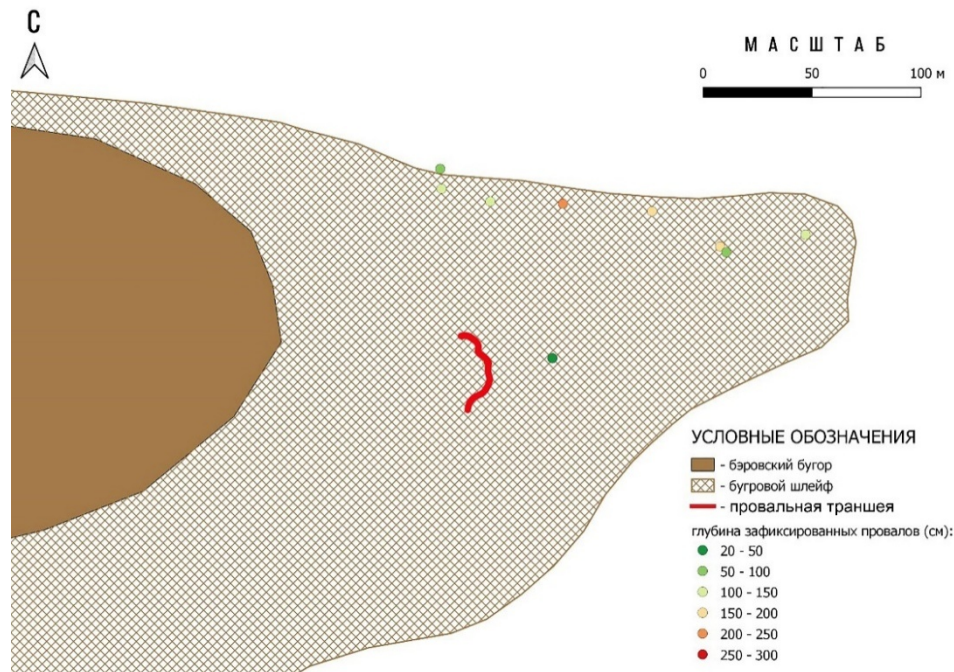 С
МАСШТАБ
0 50 100 м
УСЛОВНЫЕ ОБОЗНАЧЕНИЯ
- бэровский бугор
- бугровой шлейф
- провальная траншея
глубина зафиксированных провалов (см):
20 - 50
50 - 100
100 - 150
150 - 200
200 - 250
250 - 300